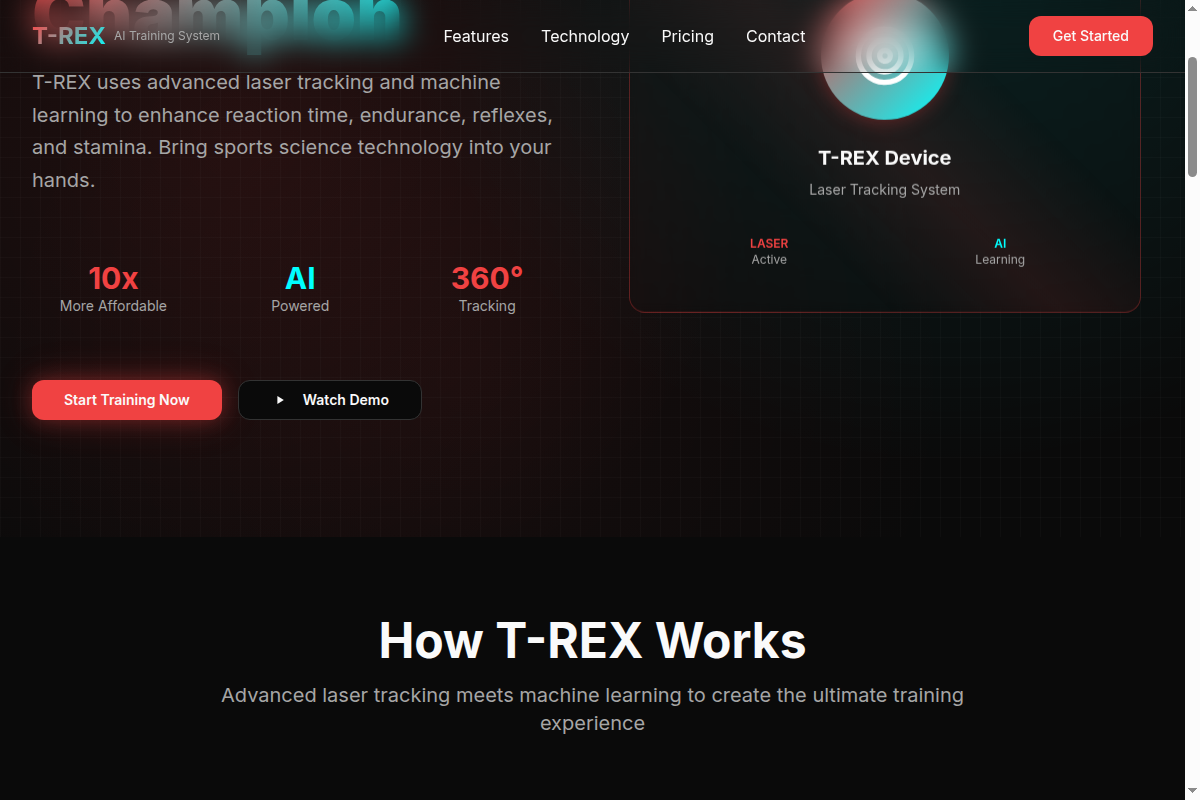 Champion
T-REX AI Training System
Features
Technology
Pricing
Contact
Get Started
T-REX uses advanced laser tracking and machine
learning to enhance reaction time, endurance, reflexes,
and stamina. Bring sports science technology into your
hands.
10x
More Affordable
AI
Powered
360°
Tracking
Start Training Now
Watch Demo
T-REX Device
Laser Tracking System
LASER
Active
AI
Learning
How T-REX Works
Advanced laser tracking meets machine learning to create the ultimate training
experience